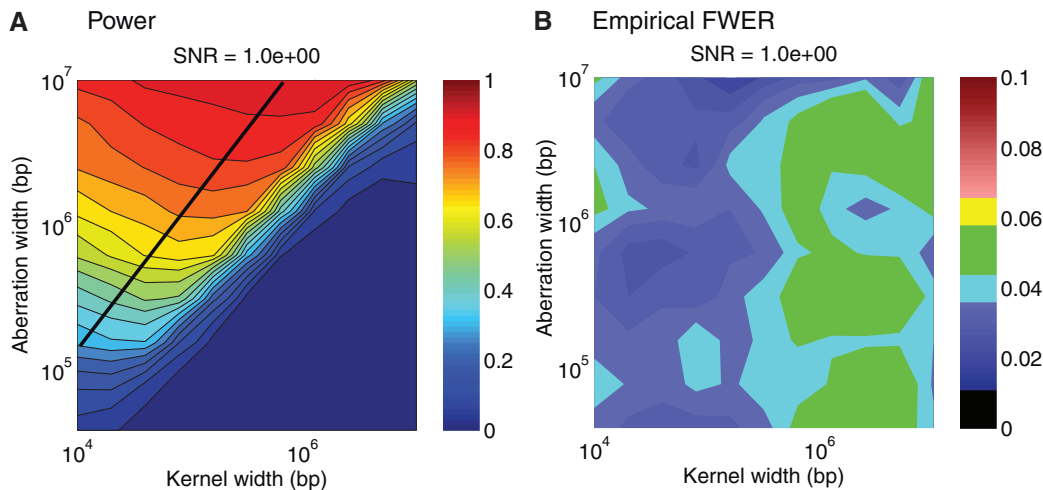 A Power
SNR = 1.0e+00
Aberration width (bp)
10^7
10^6
10^5
10^4
10^6
Kernel width (bp)
1
0.8
0.6
0.4
0.2
0
B Empirical FWER
SNR = 1.0e+00
Aberration width (bp)
10^7
10^6
10^5
10^4
10^6
Kernel width (bp)
0.1
0.08
0.06
0.04
0.02
0